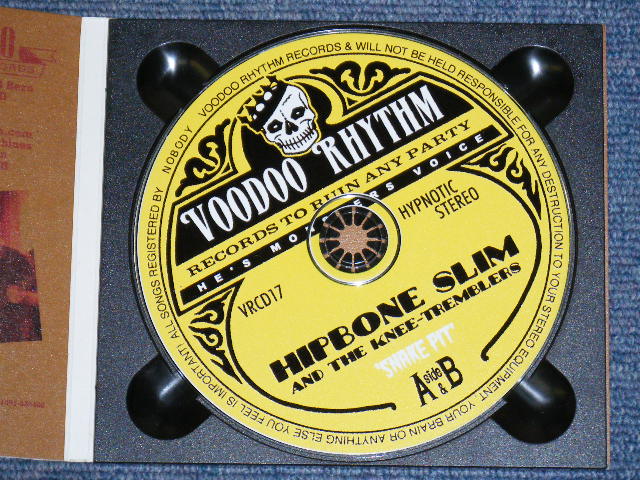 VOODOO RHYTHM RECORDS & WILL NOT BE HELD RESPONSIBLE FOR ANY DESTRUCTION TO YOUR STEREO EQUIPMENT, YOUR BRAIN OR ANYTHING ELSE YOU FEEL IS IMPORTANT! ALL SONGS REGISTERED BY NOBODY
VOODOO RHYTHM
RECORDS TO RUIN ANY PARTY
HE'S MONSTERS VOICE
HYPNOTIC
STEREO
VRCD17
HIPBONE SLIM
AND THE KNEE-TREMBLERS
'SHAKE PIT'
A side & B